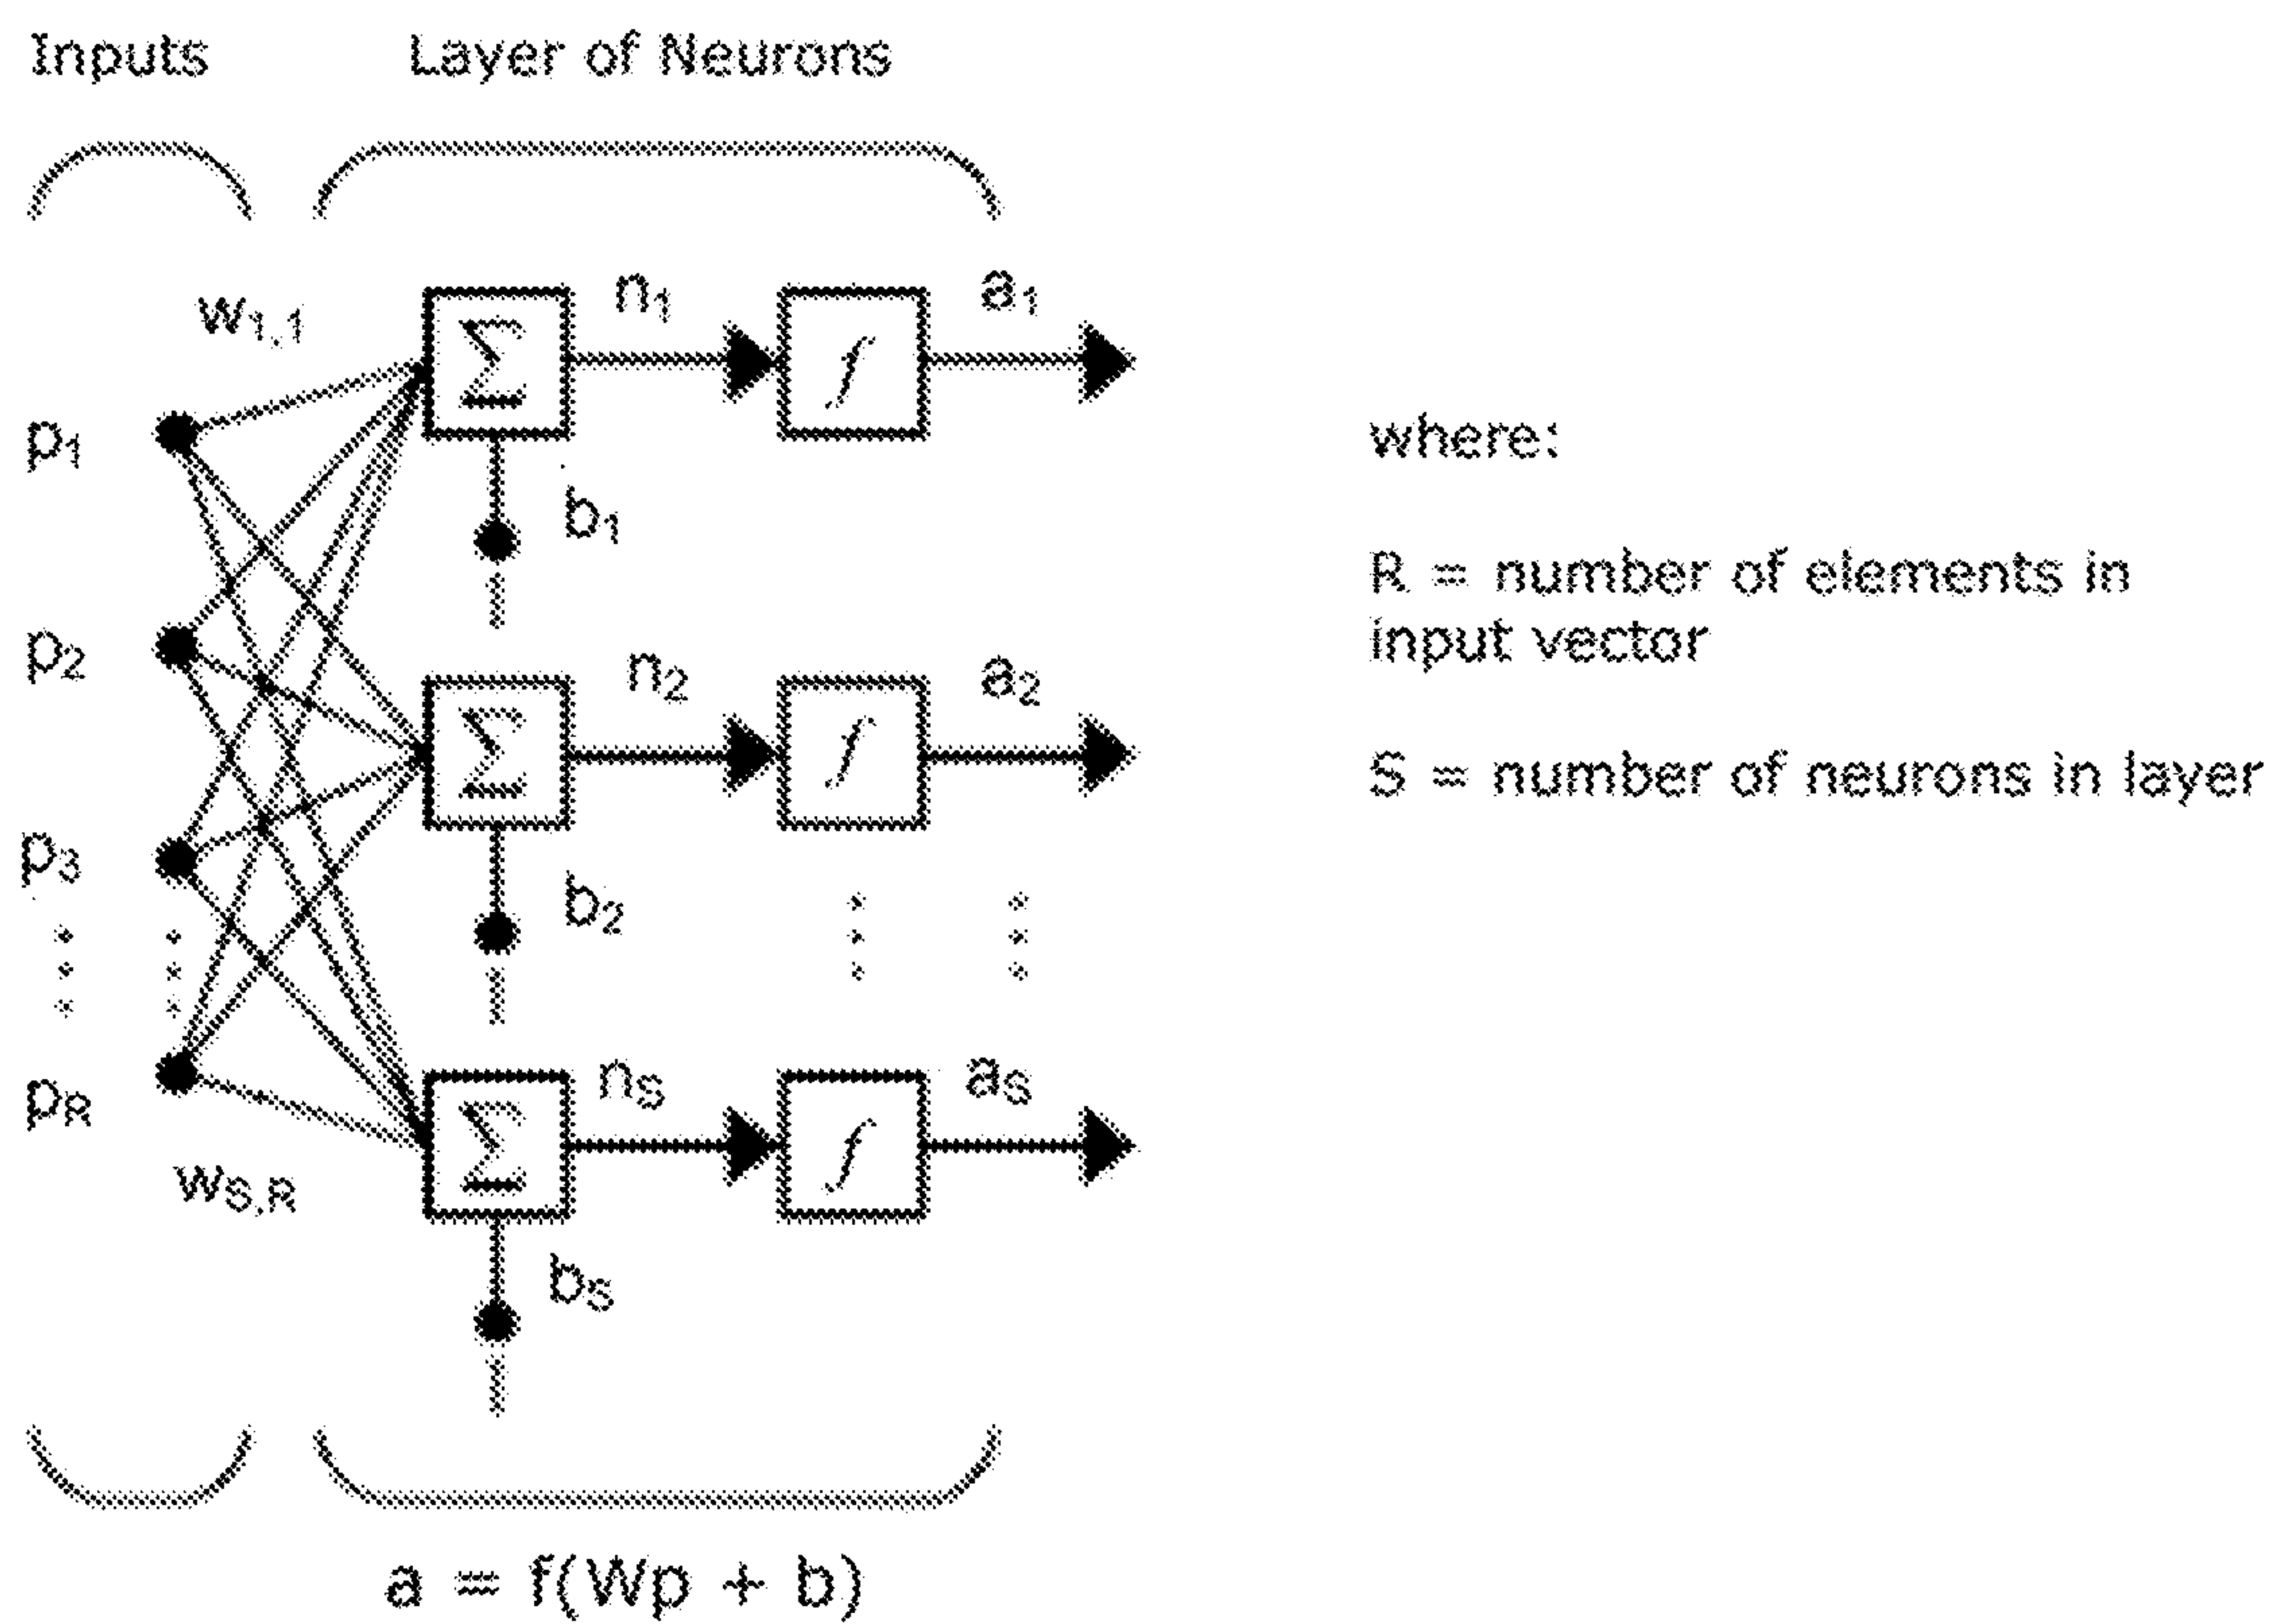 Inputs
Layer of Neurons
w1,1
n1
a1
Σ
f
p1
b1
where:
R = number of elements in
input vector
p2
n2
a2
Σ
f
S = number of neurons in layer
p3
b2
nS
aS
pR
Σ
f
wS,R
bS
a = f(Wp + b)